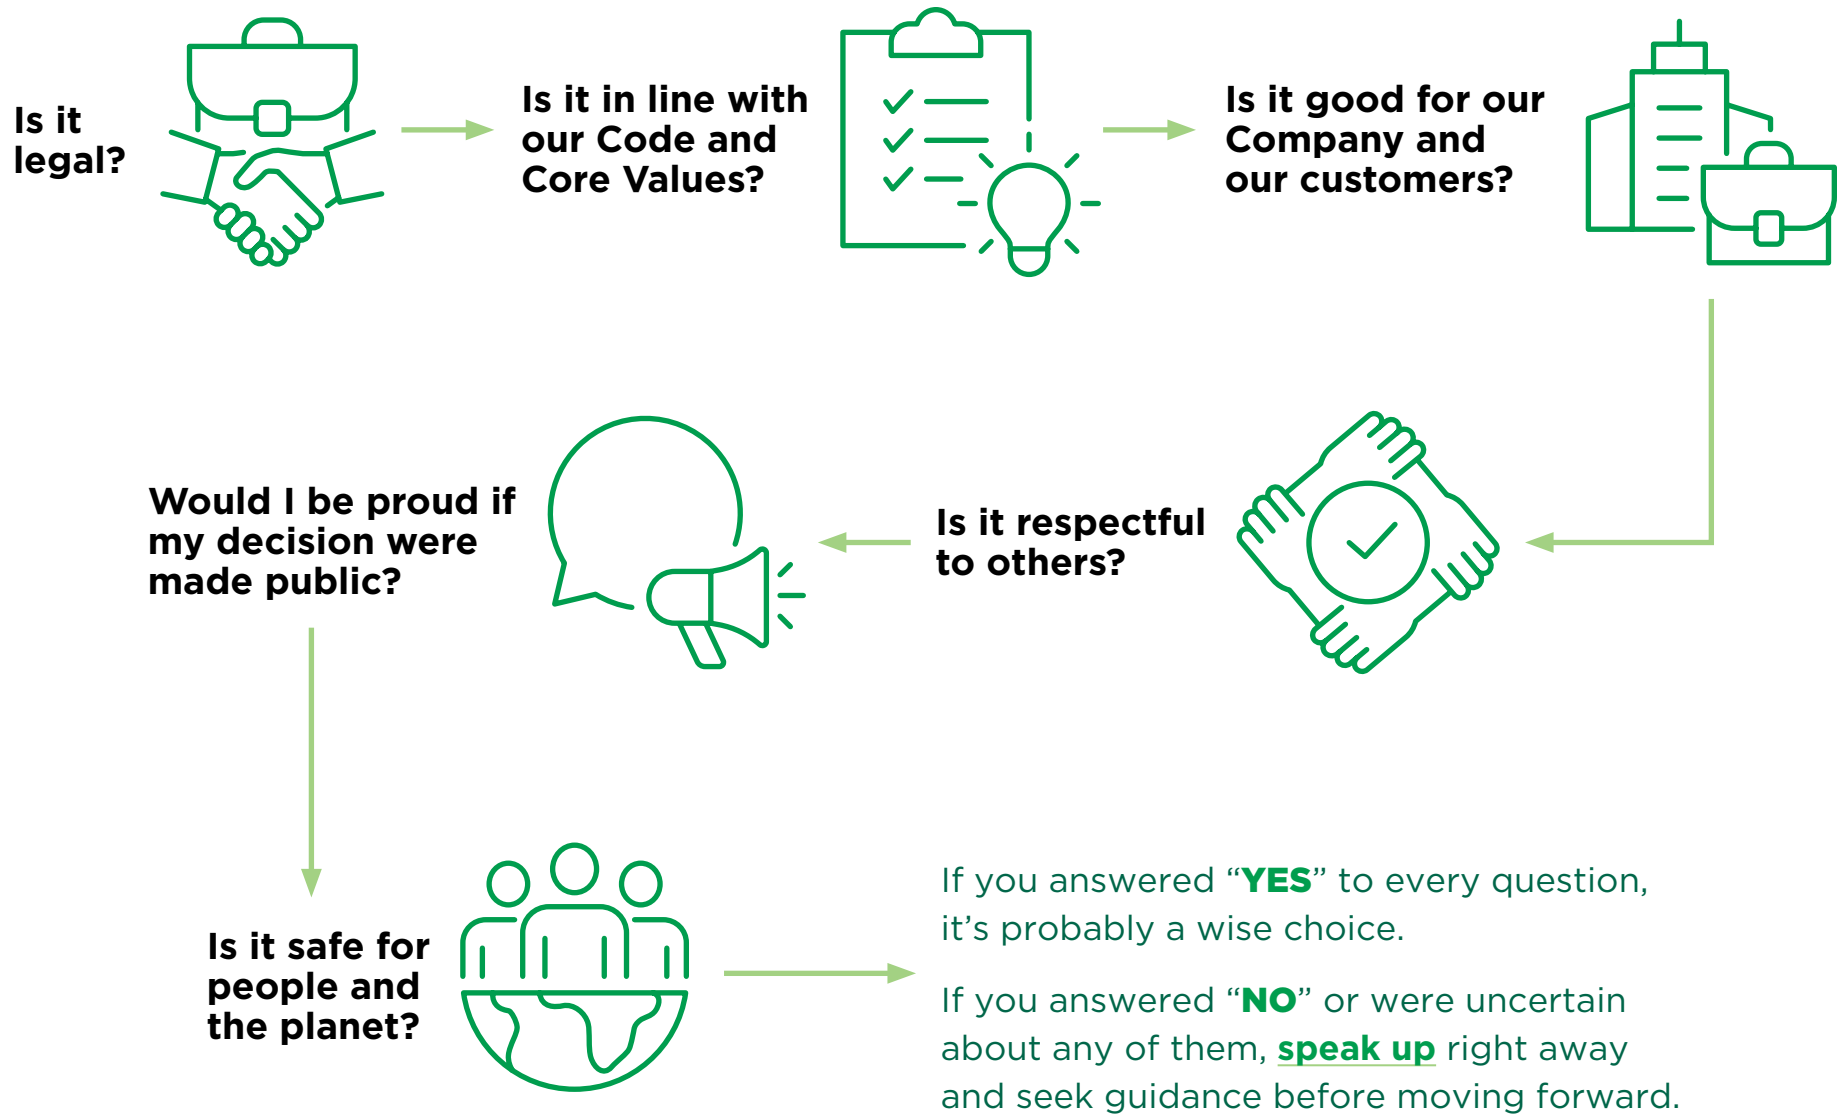 Is it
legal?
Is it in line with
our Code and
Core Values?
Is it good for our
Company and
our customers?
Is it respectful
to others?
Would I be proud if
my decision were
made public?
Is it safe for
people and
the planet?
If you answered “YES” to every question,
it’s probably a wise choice.
If you answered “NO” or were uncertain
about any of them, speak up right away
and seek guidance before moving forward.